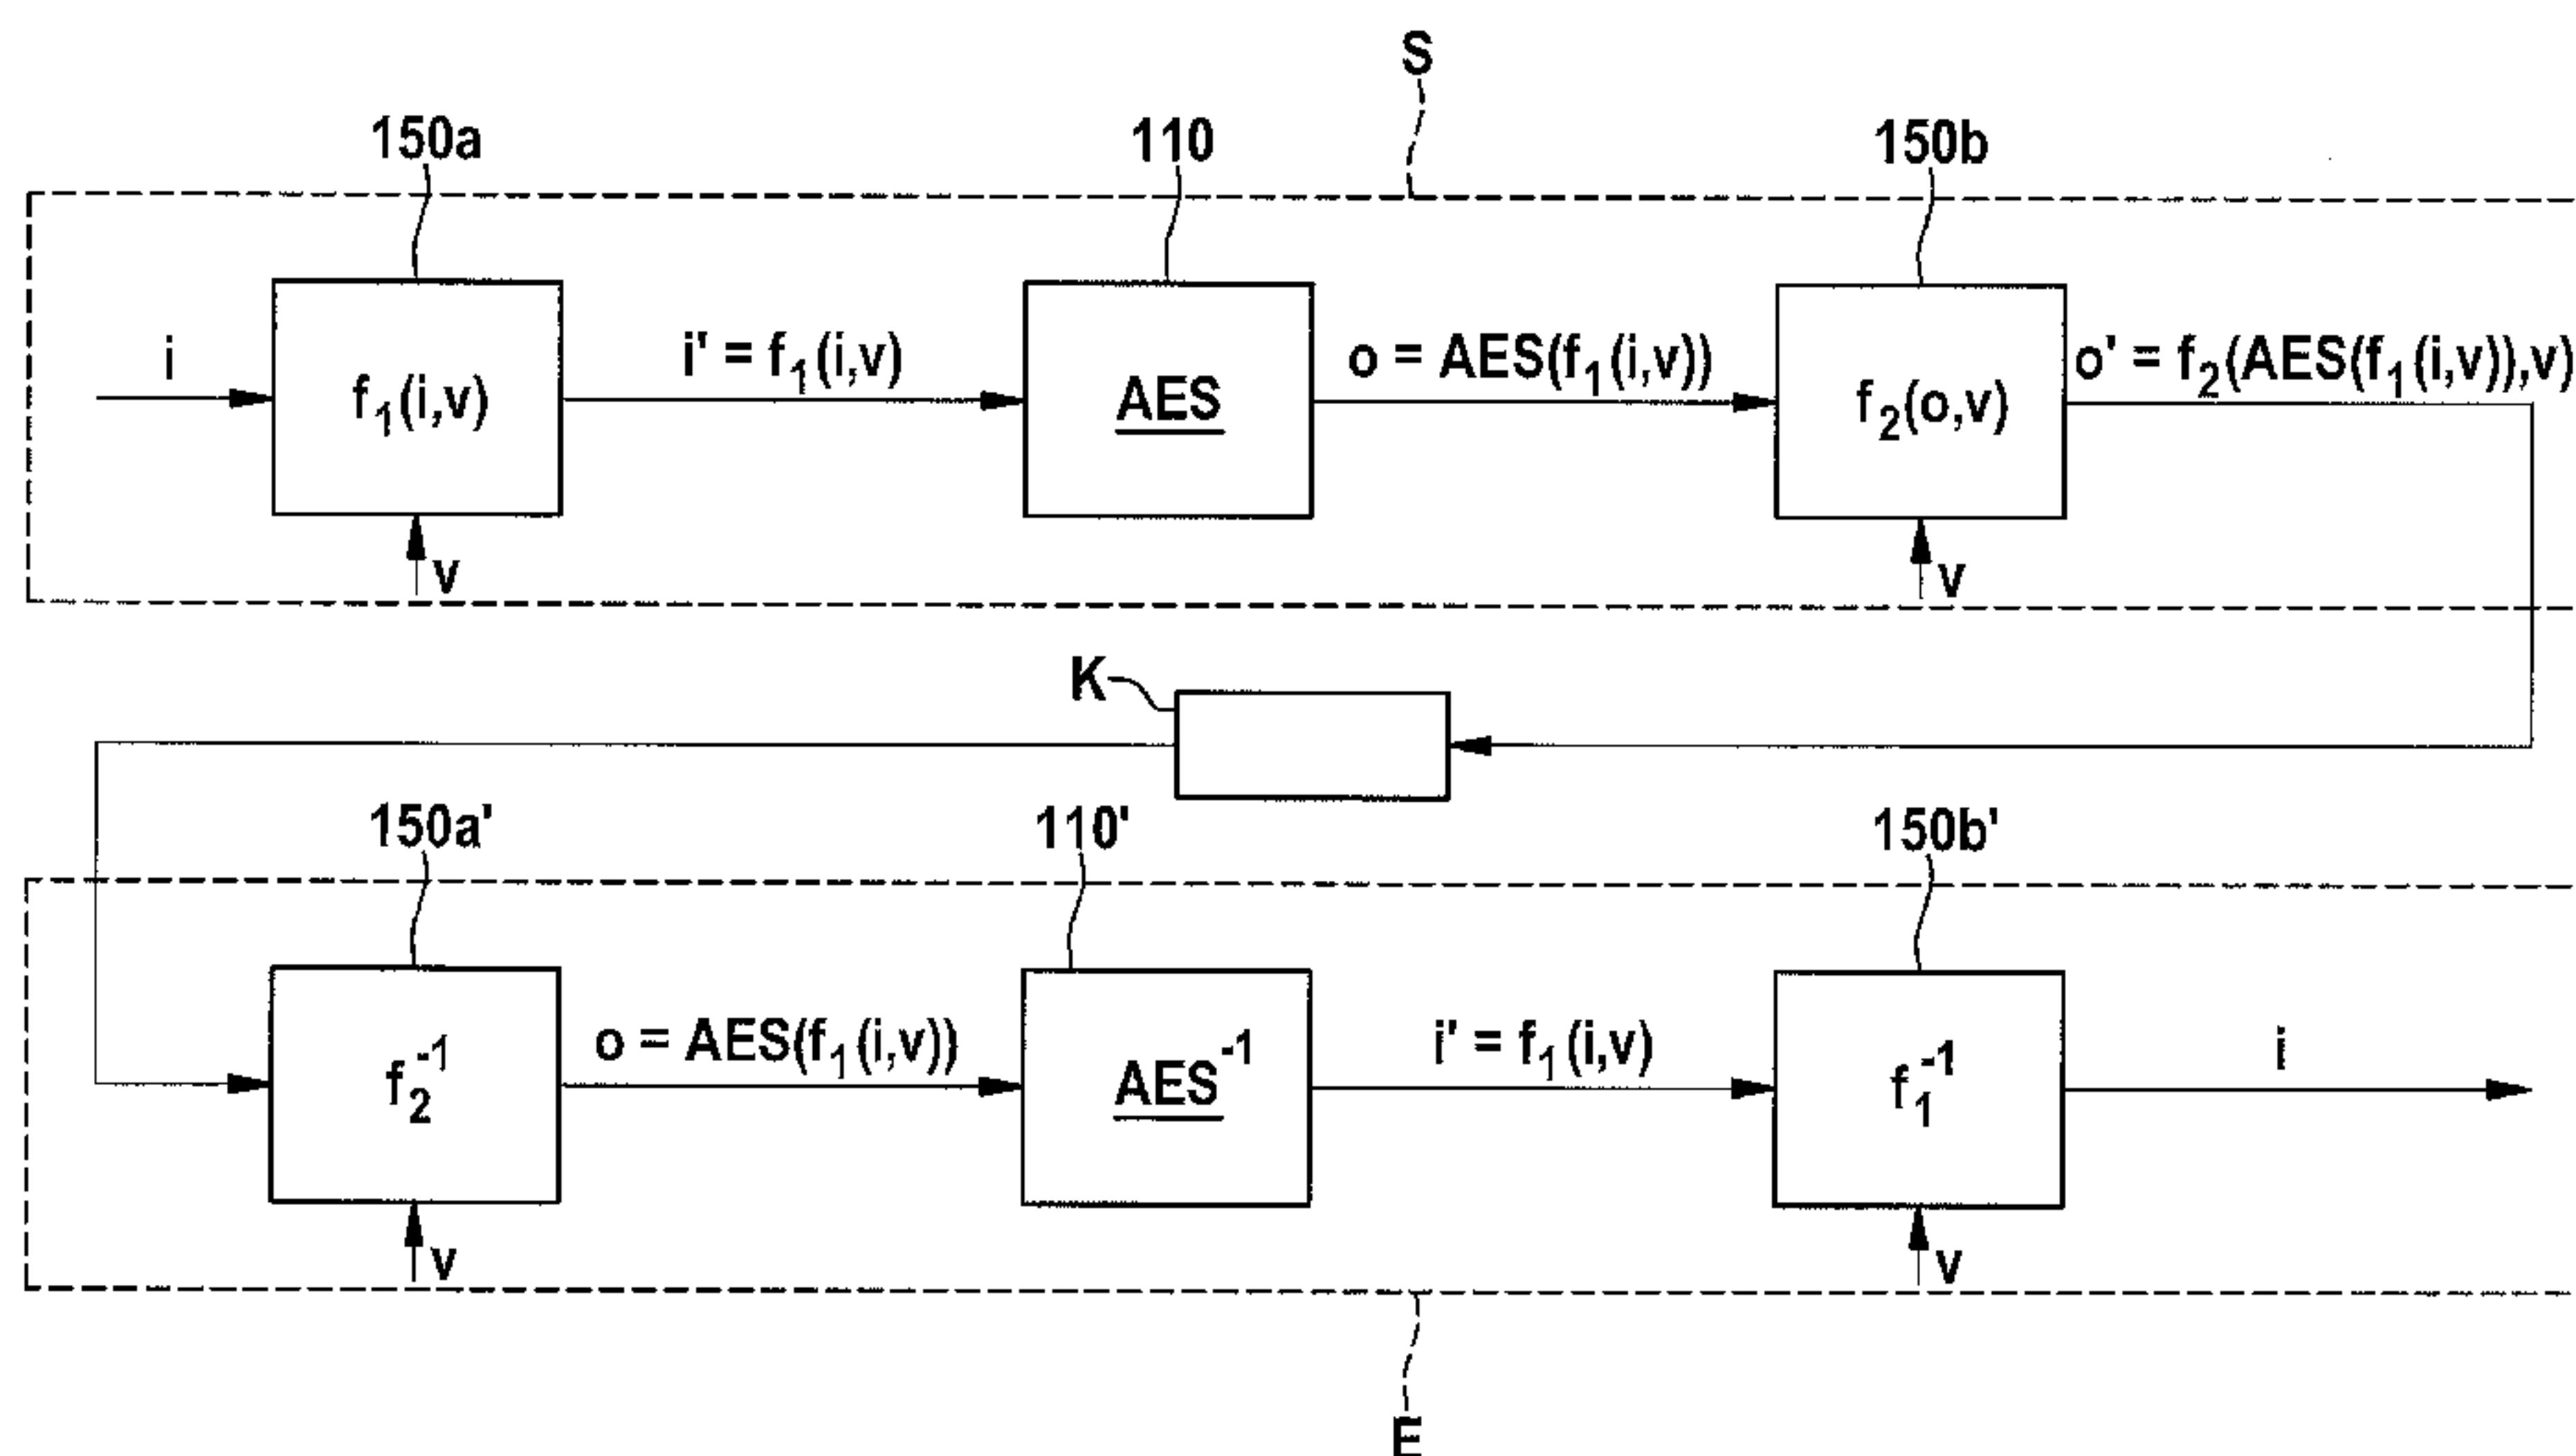 S
150a
110
150b
i
f₁(i,v)
i' = f₁(i,v)
AES
o = AES(f₁(i,v))
f₂(o,v)
o' = f₂(AES(f₁(i,v)),v)
v
v
K
150a'
110'
150b'
f₂⁻¹
o = AES(f₁(i,v))
AES⁻¹
i' = f₁(i,v)
f₁⁻¹
i
v
v
E